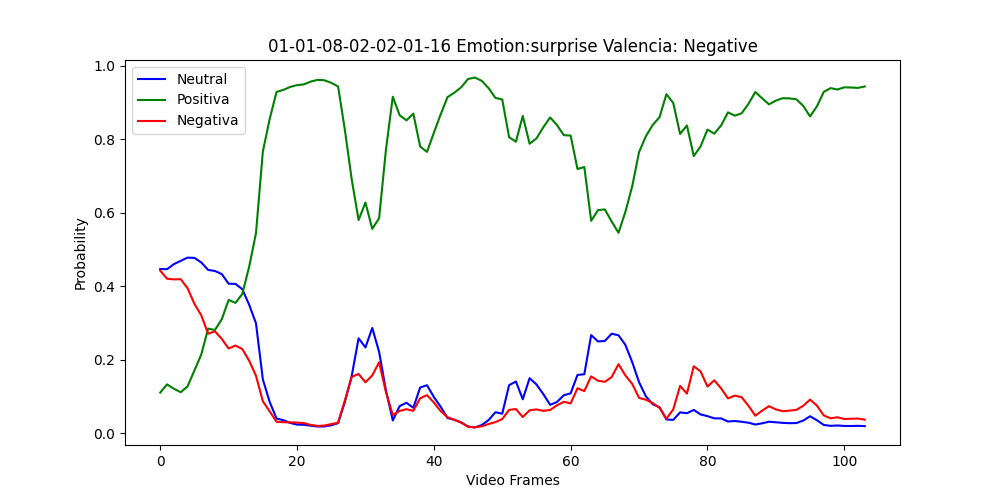 01-01-08-02-02-01-16 Emotion:surprise Valencia: Negative
Neutral
Positiva
Negativa
Probability
1.0
0.8
0.6
0.4
0.2
0.0
0 20 40 60 80 100
Video Frames